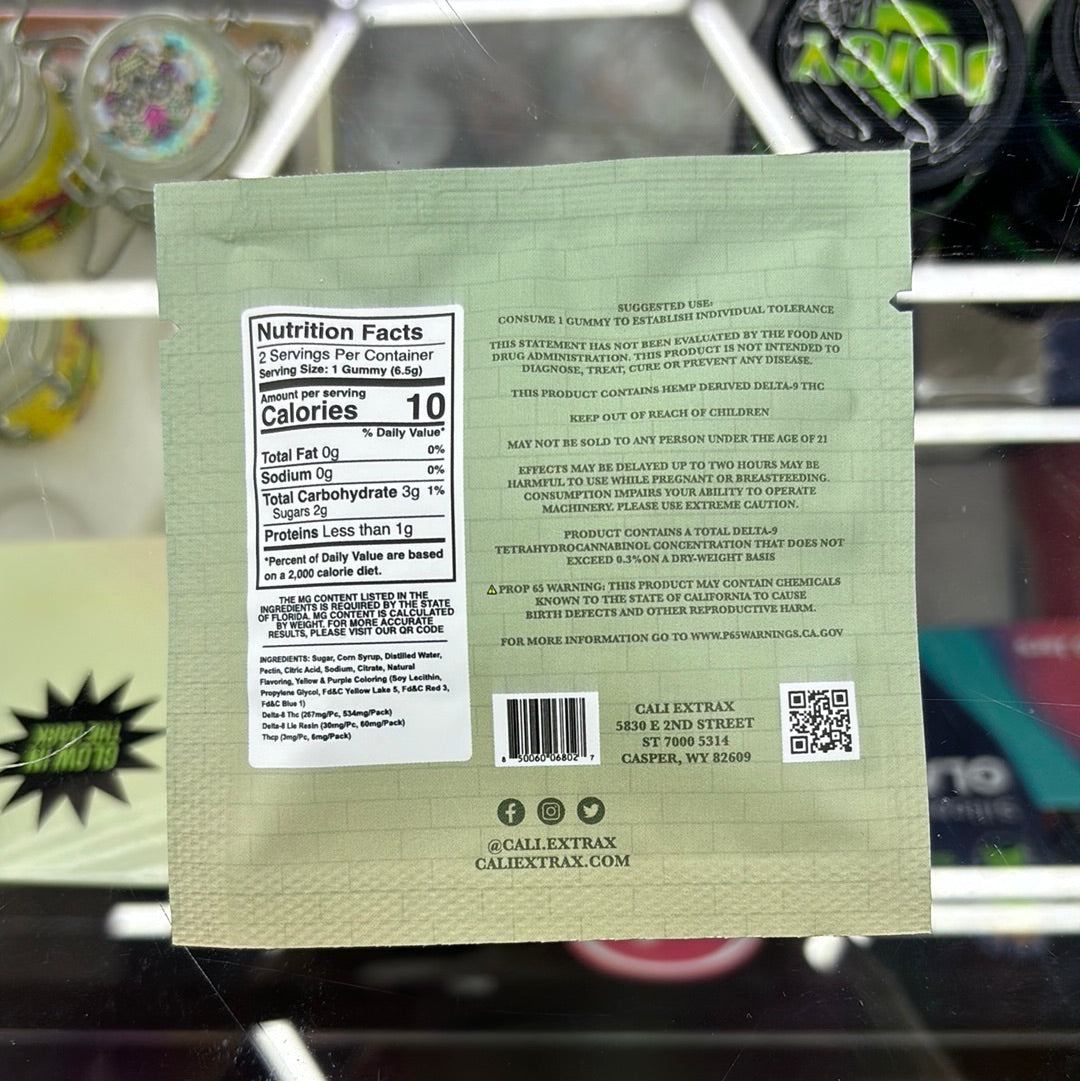 Nutrition Facts
2 Servings Per Container
Serving Size: 1 Gummy (6.5g)
Amount per serving
Calories 10
% Daily Value*
Total Fat 0g 0%
Sodium 0g 0%
Total Carbohydrate 3g 1%
Sugars 2g
Proteins Less than 1g
*Percent of Daily Value are based
on a 2,000 calorie diet.
THE MG CONTENT LISTED IN THE
INGREDIENTS IS REQUIRED BY THE STATE
OF FLORIDA. MG CONTENT IS CALCULATED
BY WEIGHT. FOR MORE ACCURATE
RESULTS, PLEASE VISIT OUR QR CODE
INGREDIENTS: Sugar, Corn Syrup, Distilled Water,
Pectin, Citric Acid, Sodium, Citrate, Natural
Flavoring, Yellow & Purple Coloring (Soy Lecithin,
Propylene Glycol, Fd&C Yellow Lake 5, Fd&C Red 3,
Fd&C Blue 1)
Delta-8 Thc (267mg/Pc, 534mg/Pack)
Delta-8 Lie Resin (30mg/Pc, 60mg/Pack)
Thcp (3mg/Pc, 6mg/Pack)
SUGGESTED USE:
CONSUME 1 GUMMY TO ESTABLISH INDIVIDUAL TOLERANCE
THIS STATEMENT HAS NOT BEEN EVALUATED BY THE FOOD AND
DRUG ADMINISTRATION. THIS PRODUCT IS NOT INTENDED TO
DIAGNOSE, TREAT, CURE OR PREVENT ANY DISEASE.
THIS PRODUCT CONTAINS HEMP DERIVED DELTA-9 THC
KEEP OUT OF REACH OF CHILDREN
MAY NOT BE SOLD TO ANY PERSON UNDER THE AGE OF 21
EFFECTS MAY BE DELAYED UP TO TWO HOURS MAY BE
HARMFUL TO USE WHILE PREGNANT OR BREASTFEEDING.
CONSUMPTION IMPAIRS YOUR ABILITY TO OPERATE
MACHINERY. PLEASE USE EXTREME CAUTION.
PRODUCT CONTAINS A TOTAL DELTA-9
TETRAHYDROCANNABINOL CONCENTRATION THAT DOES NOT
EXCEED 0.3%ON A DRY-WEIGHT BASIS
⚠ PROP 65 WARNING: THIS PRODUCT MAY CONTAIN CHEMICALS
KNOWN TO THE STATE OF CALIFORNIA TO CAUSE
BIRTH DEFECTS AND OTHER REPRODUCTIVE HARM.
FOR MORE INFORMATION GO TO WWW.P65WARNINGS.CA.GOV
8 50060 06802 7
CALI EXTRAX
5830 E 2ND STREET
ST 7000 5314
CASPER, WY 82609
@CALI.EXTRAX
CALIEXTRAX.COM
JUICY